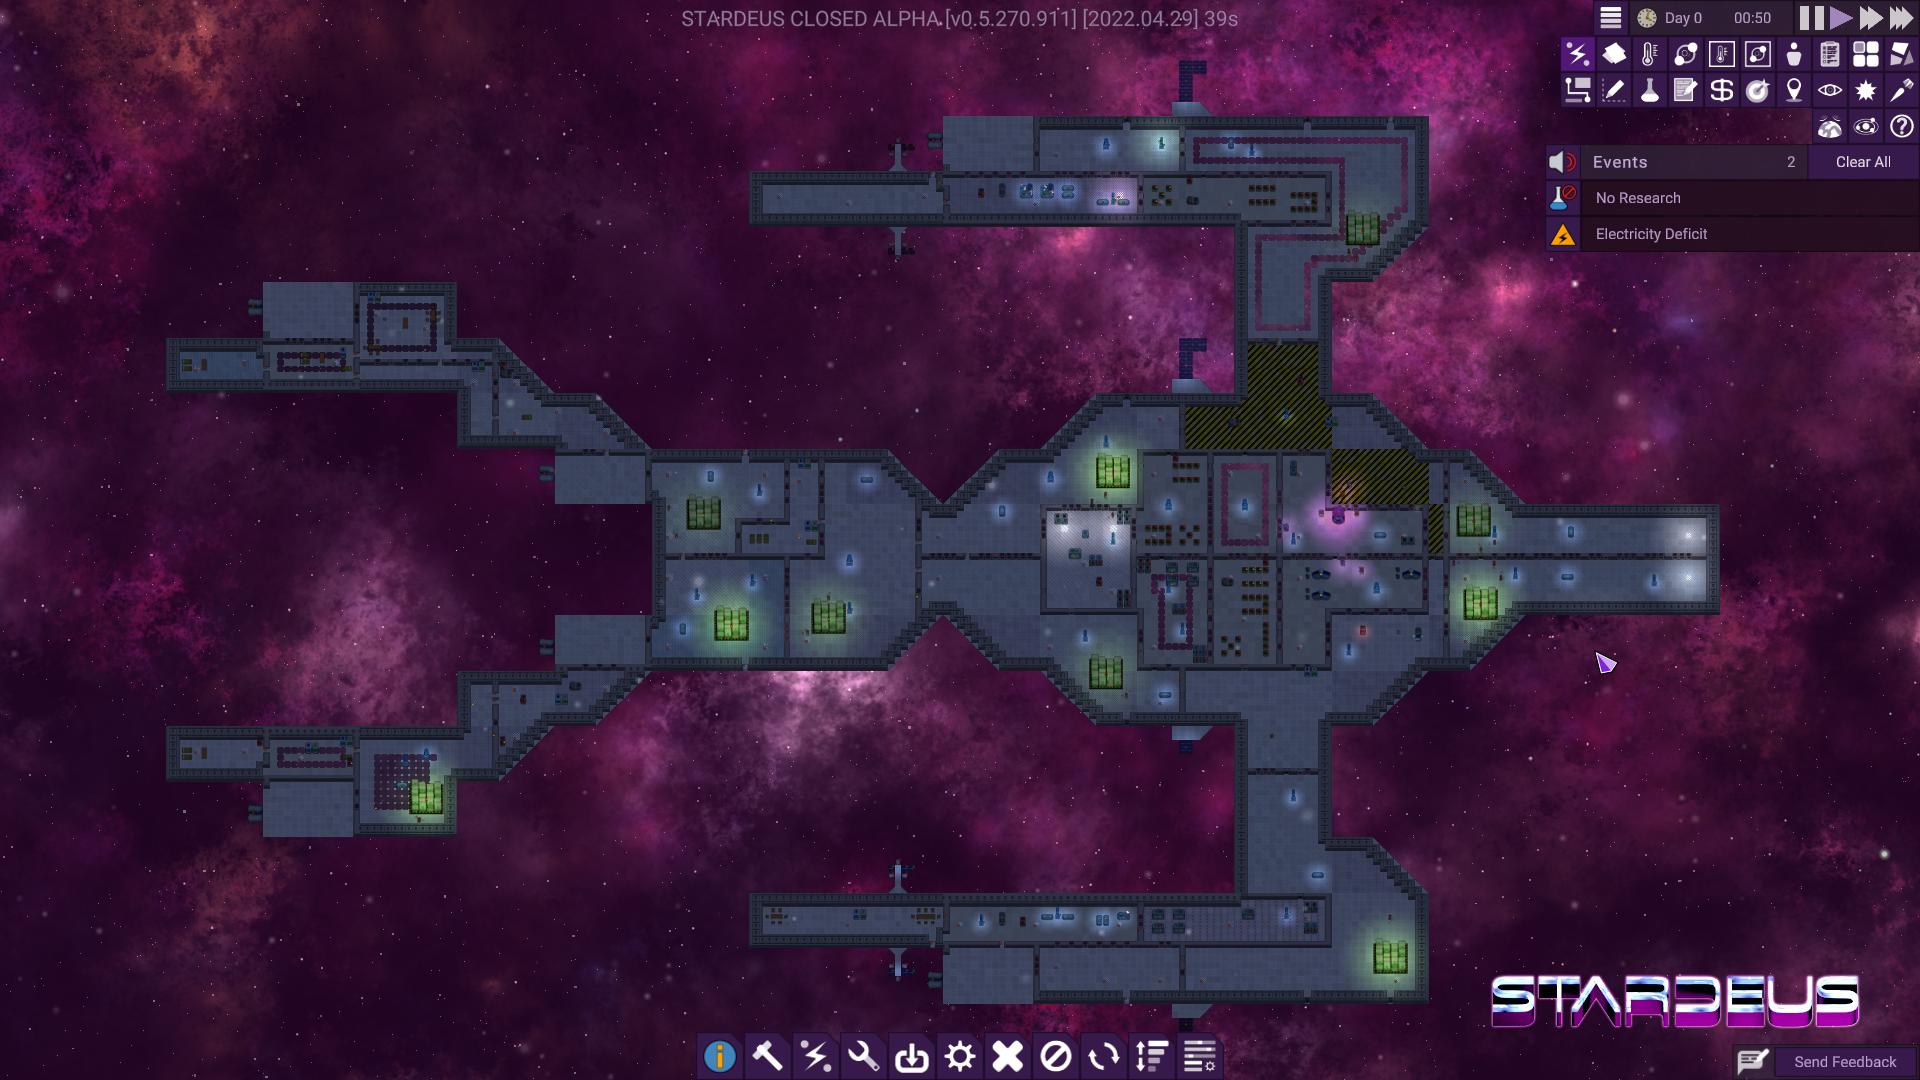 STARDEUS CLOSED ALPHA [v0.5.270.911] [2022.04.29] 39s
Day 0 00:50
Events 2 Clear All
No Research
Electricity Deficit
STARDEUS
Send Feedback